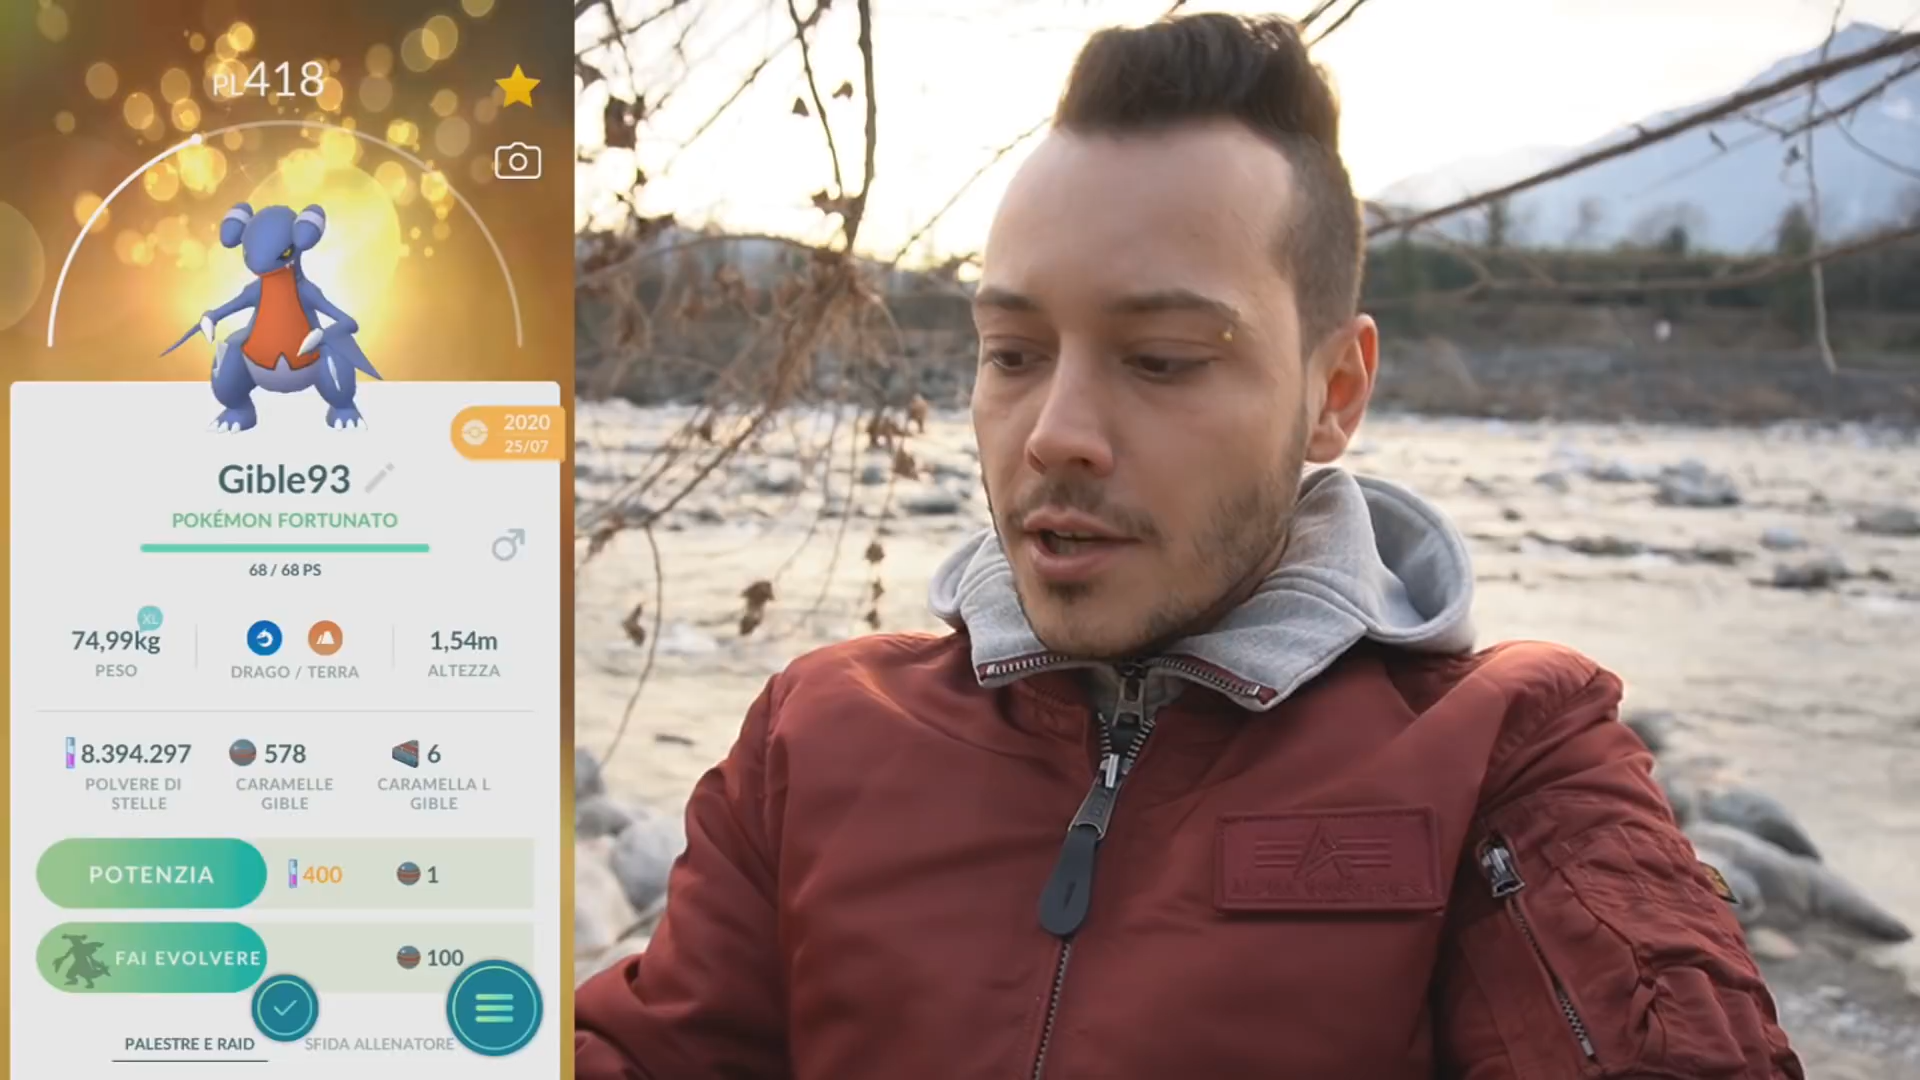 PL418
2020
25/07
Gible93
POKÉMON FORTUNATO
68 / 68 PS
XL
74,99kg
1,54m
PESO
DRAGO / TERRA
ALTEZZA
8.394.297
578
6
POLVERE DI
STELLE
CARAMELLE
GIBLE
CARAMELLA L
GIBLE
POTENZIA
400
1
FAI EVOLVERE
100
PALESTRE E RAID
SFIDA ALLENATORE